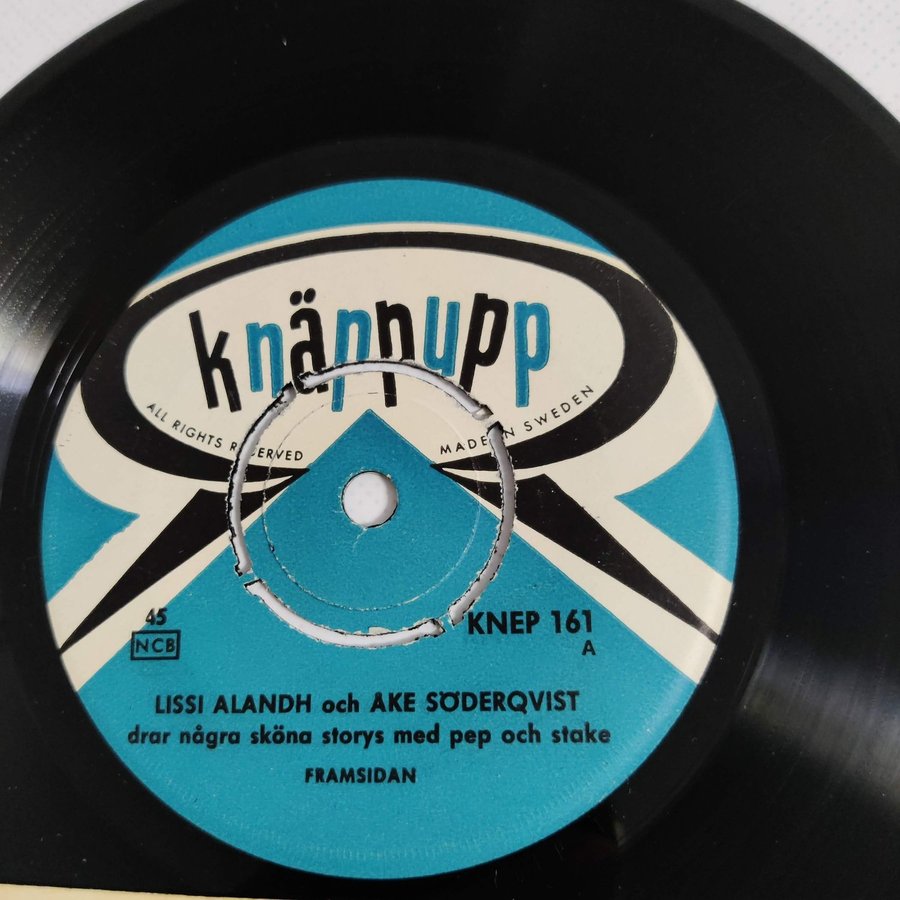 knäppupp
ALL RIGHTS RESERVED
MADE IN SWEDEN
45
NCB
KNEP 161
A
LISSI ALANDH och ÅKE SÖDERQVIST
drar några sköna storys med pep och stake
FRAMSIDAN